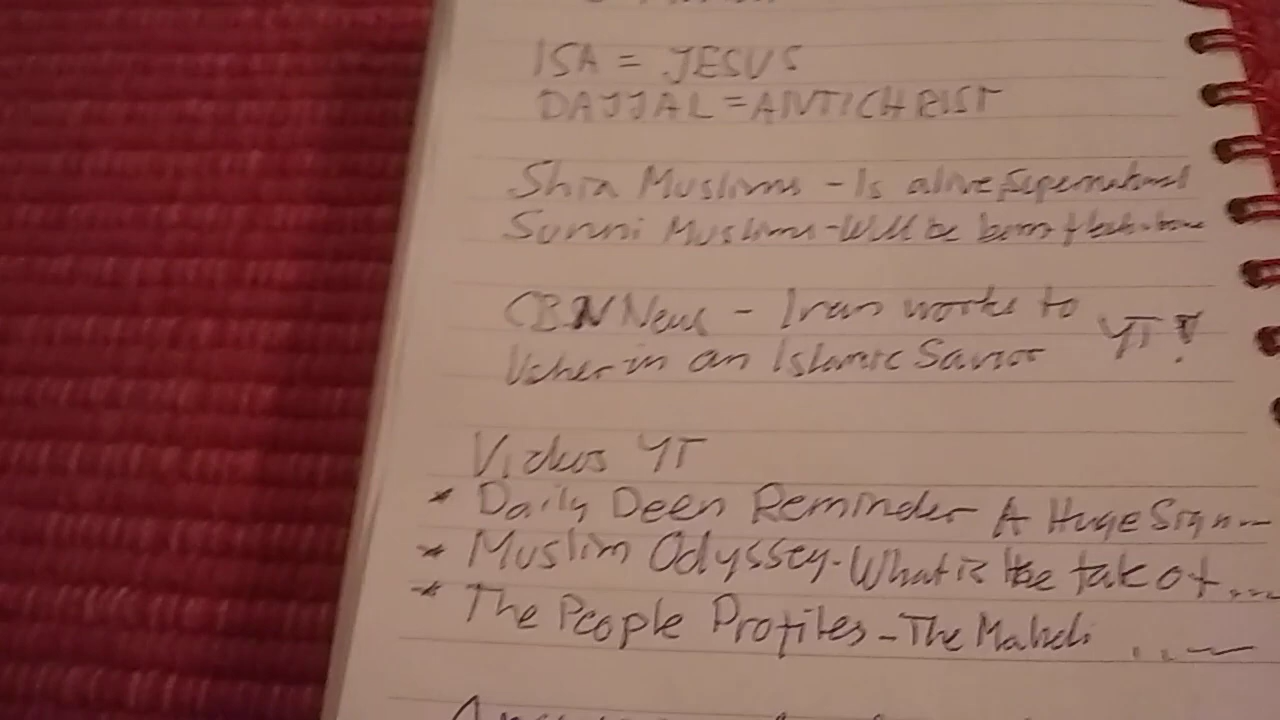 ISA = JESUS
DAJJAL = ANTICHRIST
Shia Muslims - Is alive, Supernatural
Sunni Muslims - Will be born
CBN News - Iran works to
Usher in an Islamic Savior YT!
Videos YT
* Daily Deen Reminder A Huge Sign
* Muslim Odyssey - What is the take of ....
* The People Profiles - The Mahdi ....